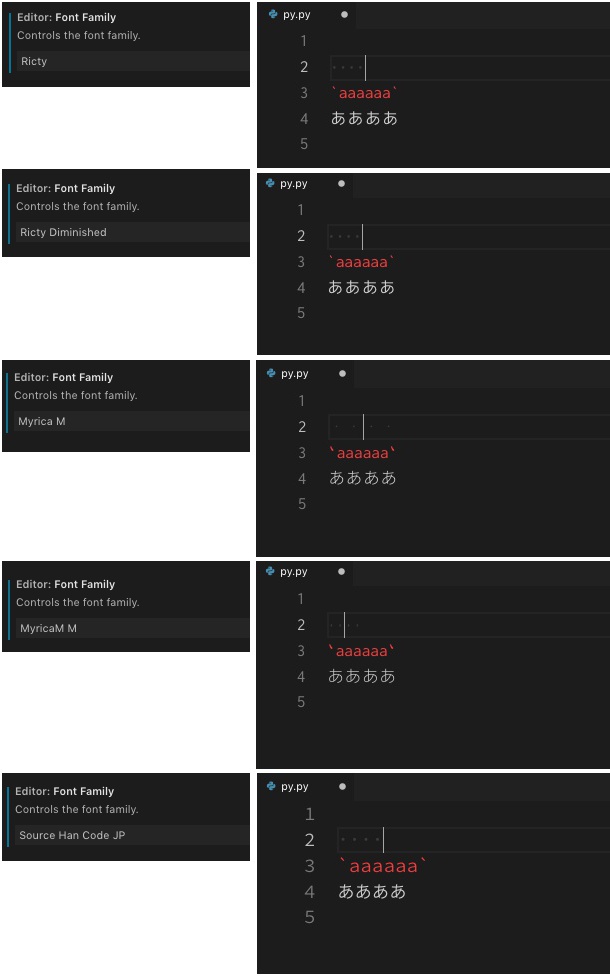 Editor: Font Family
Controls the font family.
Ricty
py.py
1
2 ····
3 `aaaaaa`
4 ああああ
5
Editor: Font Family
Controls the font family.
Ricty Diminished
py.py
1
2 ····
3 `aaaaaa`
4 ああああ
5
Editor: Font Family
Controls the font family.
Myrica M
py.py
1
2 ····
3 `aaaaaa`
4 ああああ
5
Editor: Font Family
Controls the font family.
MyricaM M
py.py
1
2 ····
3 `aaaaaa`
4 ああああ
5
Editor: Font Family
Controls the font family.
Source Han Code JP
py.py
1
2 ····
3 `aaaaaa`
4 ああああ
5